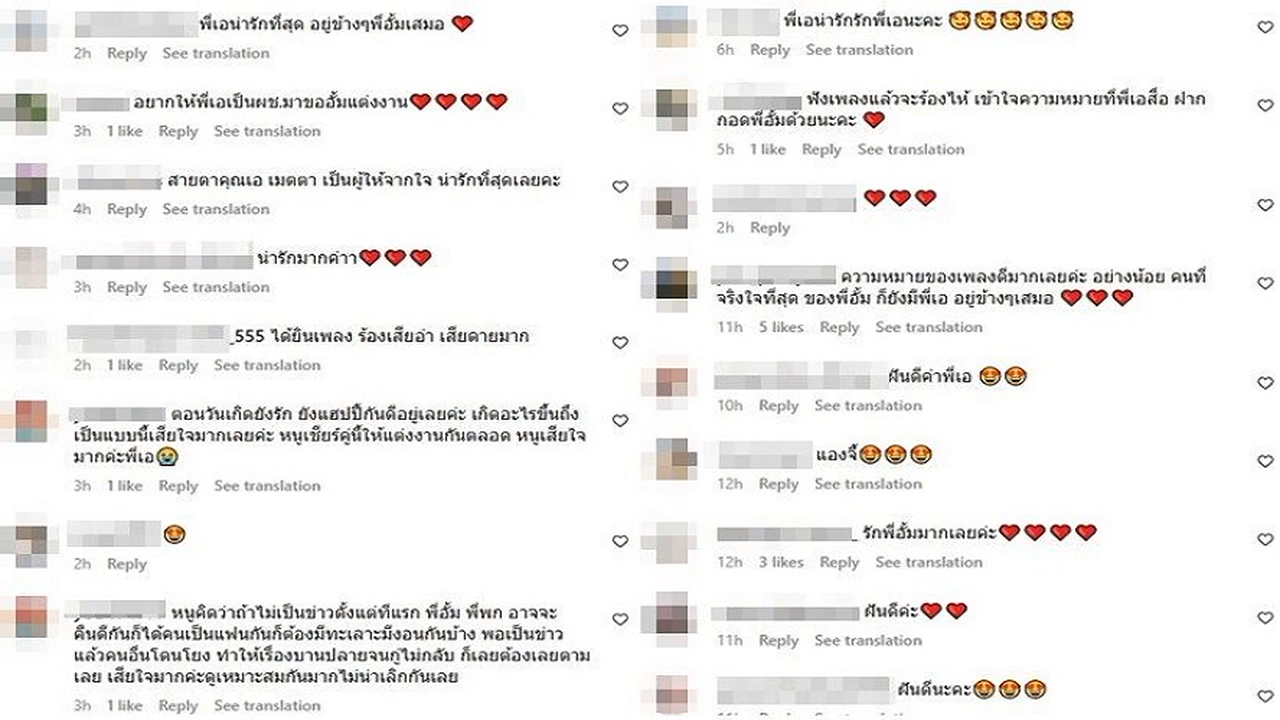 พี่เอน่ารักที่สุด อยู่ข้างๆพี่อั้มเสมอ ❤️
2h Reply See translation
อยากให้พี่เอเป็นผช.มาขออั้มแต่งงาน❤️❤️❤️❤️
3h 1 like Reply See translation
สายตาคุณเอ เมตตา เป็นผู้ให้จากใจ น่ารักที่สุดเลยคะ
4h Reply See translation
น่ารักมากค่าา❤️❤️❤️
3h Reply See translation
_555 ได้ยินเพลง ร้องเสียอ่า เสียดายมาก
2h 1 like Reply See translation
ตอนวันเกิดยังรัก ยังแฮปปี้กันดีอยู่เลยค่ะ เกิดอะไรขึ้นถึง
เป็นแบบนี้เสียใจมากเลยค่ะ หนูเชียร์คู่นี้ให้แต่งงานกันตลอด หนูเสียใจ
มากค่ะพี่เอ😭
3h 1 like Reply See translation
🤩
2h Reply
หนูคิดว่าถ้าไม่เป็นข่าวตั้งแต่ทีแรก พี่อั้ม พี่พก อาจจะ
คืนดีกันก็ได้คนเป็นแฟนกันก็ต้องมีทะเลาะมีงอนกันบ้าง พอเป็นข่าว
แล้วคนอื่นโดนโยง ทำให้เรื่องบานปลายจนกู่ไม่กลับ ก็เลยต้องเลยตาม
เลย เสียใจมากค่ะดูเหมาะสมกันมากไม่น่าเลิกกันเลย
3h 1 like Reply See translation
พี่เอน่ารักรักพี่เอนะคะ 🥰🥰🥰🥰🥰
6h Reply See translation
ฟังเพลงแล้วจะร้องไห้ เข้าใจความหมายที่พี่เอสื่อ ฝาก
กอดพี่อั้มด้วยนะคะ ❤️
5h 1 like Reply See translation
❤️❤️❤️
2h Reply
ความหมายของเพลงดีมากเลยค่ะ อย่างน้อย คนที่
จริงใจที่สุด ของพี่อั้ม ก็ยังมีพี่เอ อยู่ข้างๆเสมอ ❤️❤️❤️
11h 5 likes Reply See translation
ฝันดีค่าพี่เอ 🤩🤩
10h Reply See translation
แองจี้🤩🤩🤩
12h Reply See translation
_ รักพี่อั้มมากเลยค่ะ❤️❤️❤️❤️
12h 3 likes Reply See translation
ฝันดีค่ะ❤️❤️
11h Reply See translation
ฝันดีนะคะ🤩🤩🤩